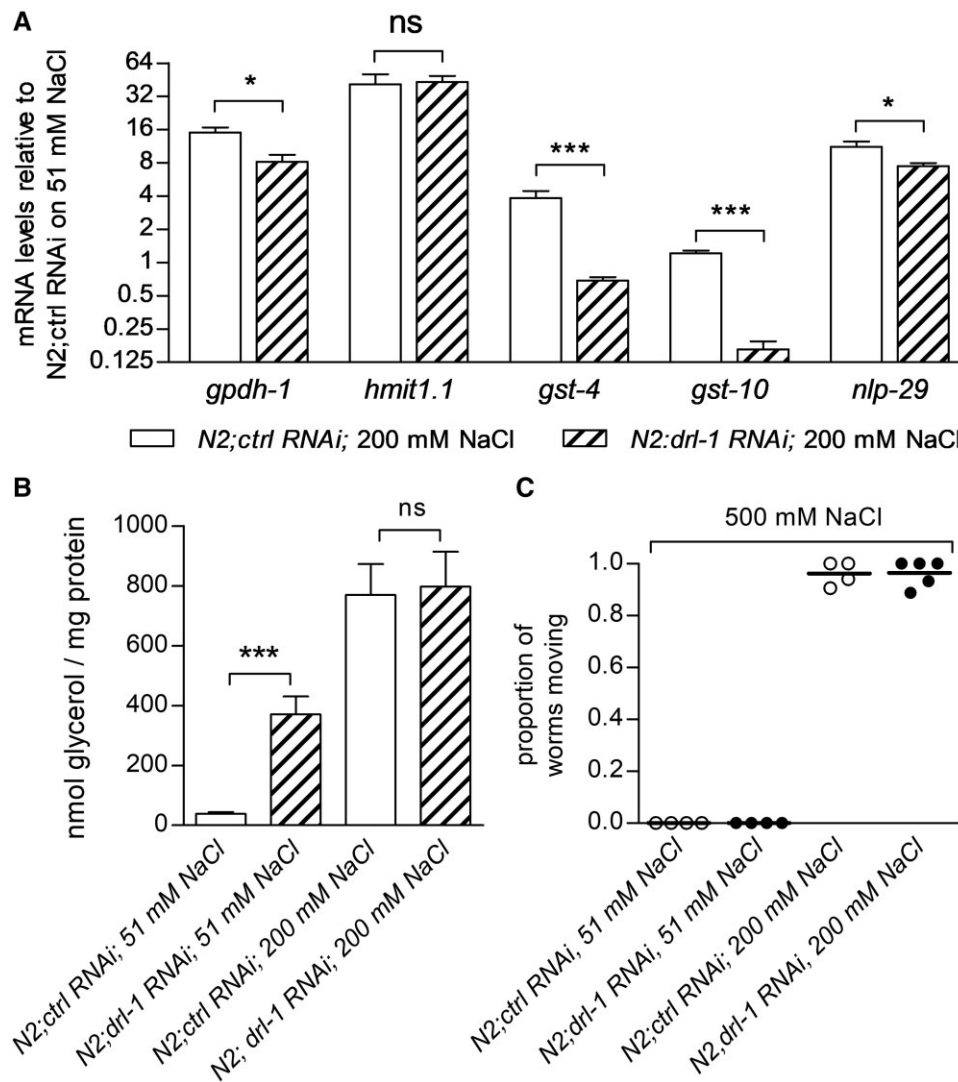 A
mRNA levels relative to
N2;ctrl RNAi on 51 mM NaCl
64
32
16
8
4
2
1
0.5
0.25
0.125
*
ns
***
***
*
gpdh-1 hmit1.1 gst-4 gst-10 nlp-29
N2;ctrl RNAi; 200 mM NaCl N2:drl-1 RNAi; 200 mM NaCl
B
nmol glycerol / mg protein
1000
800
600
400
200
0
***
ns
N2;ctrl RNAi; 51 mM NaCl
N2;drl-1 RNAi; 51 mM NaCl
N2;ctrl RNAi; 200 mM NaCl
N2; drl-1 RNAi; 200 mM NaCl
C
500 mM NaCl
proportion of
worms moving
1.0
0.8
0.6
0.4
0.2
0.0
N2;ctrl RNAi, 51 mM NaCl
N2;drl-1 RNAi, 51 mM NaCl
N2;ctrl RNAi, 200 mM NaCl
N2,drl-1 RNAi, 200 mM NaCl